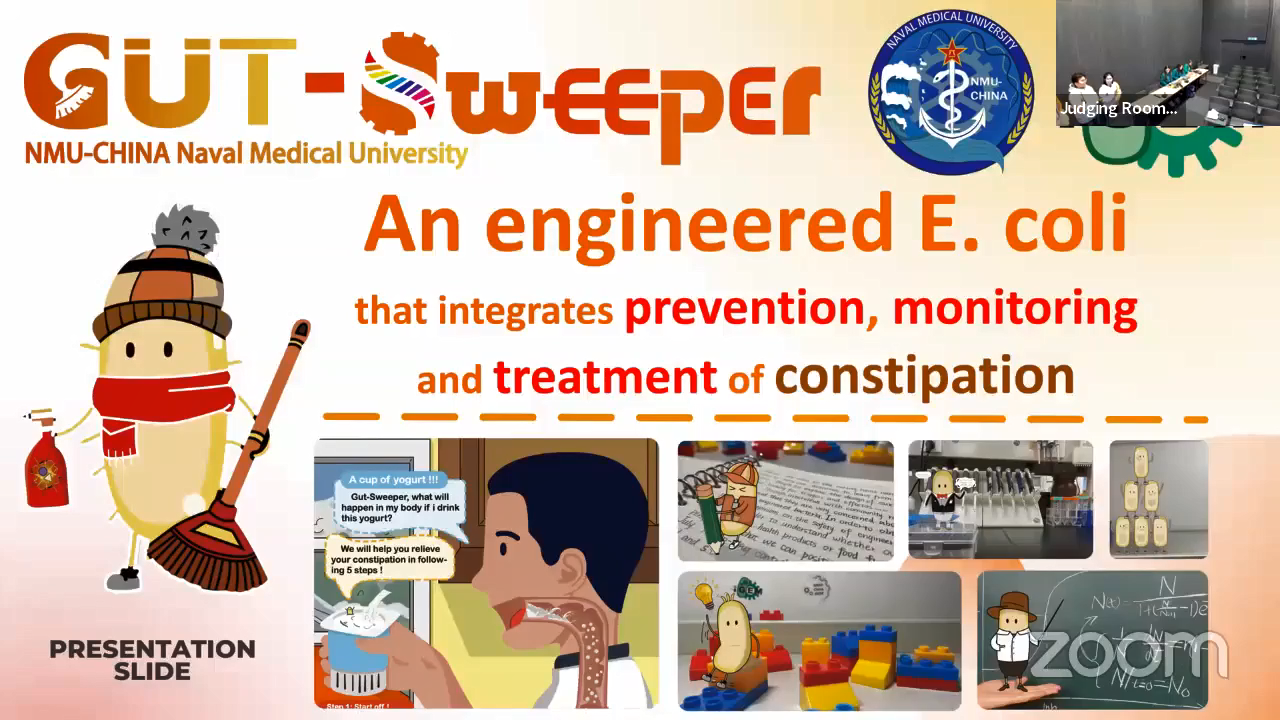 GUT-Sweeper
NMU-CHINA Naval Medical University
NAVAL MEDICAL UNIVERSITY
NMU-
CHINA
Judging Room...
An engineered E. coli
that integrates prevention, monitoring
and treatment of constipation
A cup of yogurt !!!
Gut-Sweeper, what will
happen in my body if i drink
this yogurt?
We will help you relieve
your constipation in follow-
ing 5 steps !
Step 1: Start off !
PRESENTATION
SLIDE
zoom